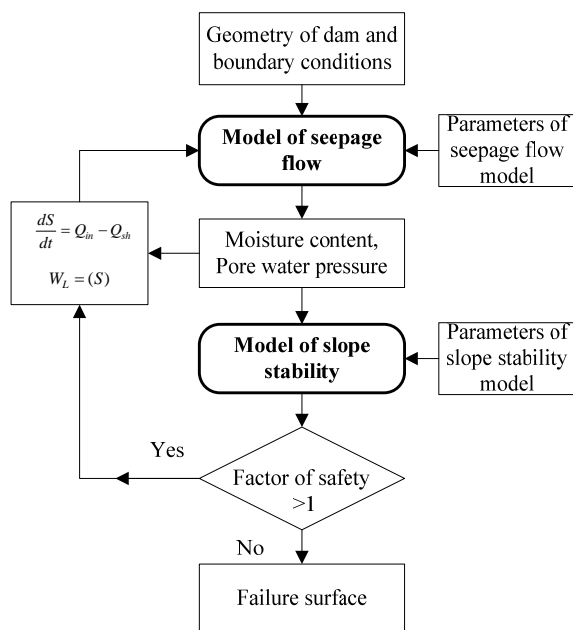 Geometry of dam and
boundary conditions
Model of seepage
flow
Parameters of
seepage flow
model
dS/dt = Q_in − Q_sh
W_L = (S)
Moisture content,
Pore water pressure
Model of slope
stability
Parameters of
slope stability
model
Yes
Factor of safety
>1
No
Failure surface